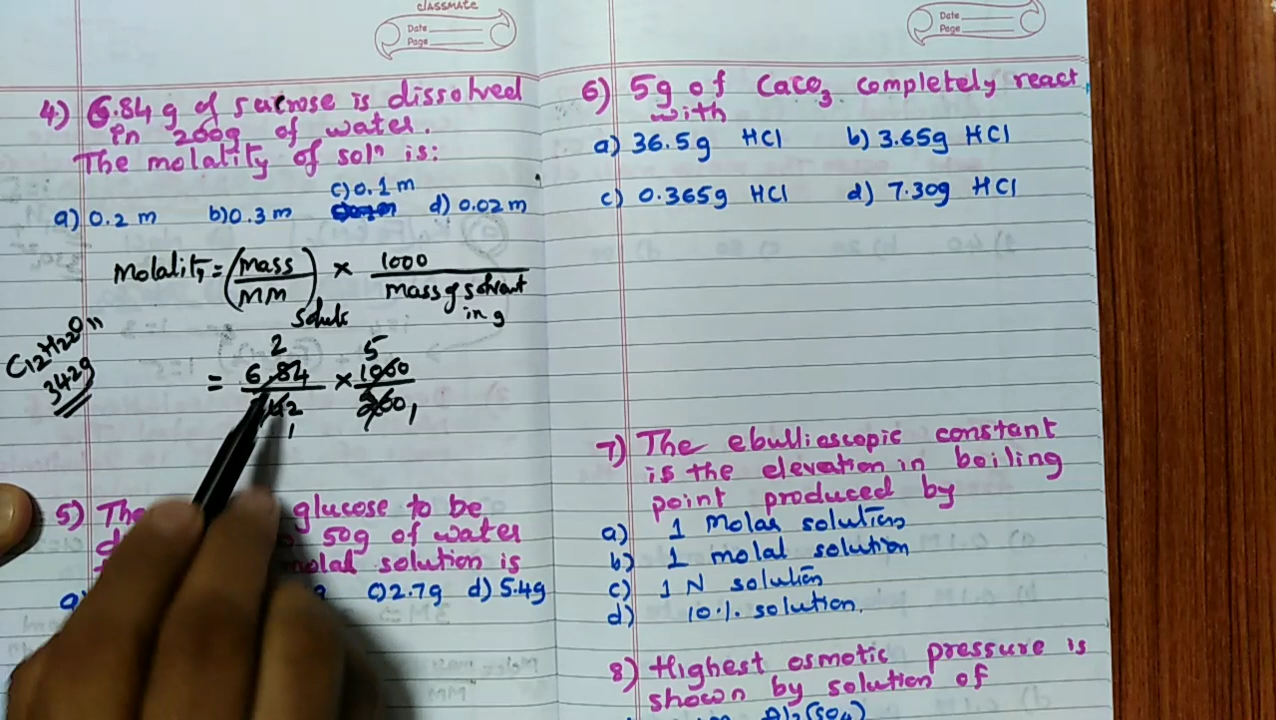 classmate
Date
Page
4) 6.84 g of sucrose is dissolved
in 200g of water.
The molality of solⁿ is:
c) 0.1 m
a) 0.2 m b) 0.3 m d) 0.02 m
Molality = (mass/MM) × 1000/mass of solvent
solute in g
C12H22O11
342g
2 5
= 6.84/342 × 1000/200
1 1
5) The glucose to be
50g of water
molal solution is
c) 2.7g d) 5.4g
Date
Page
6) 5g of CaCO3 completely react
with
a) 36.5g HCl b) 3.65g HCl
c) 0.365g HCl d) 7.30g HCl
7) The ebullioscopic constant
is the elevation in boiling
point produced by
a) 1 Molar solution
b) 1 molal solution
c) 1 N solution
d) 10% solution.
8) Highest osmotic pressure is
shown by solution of
Al2(SO4)